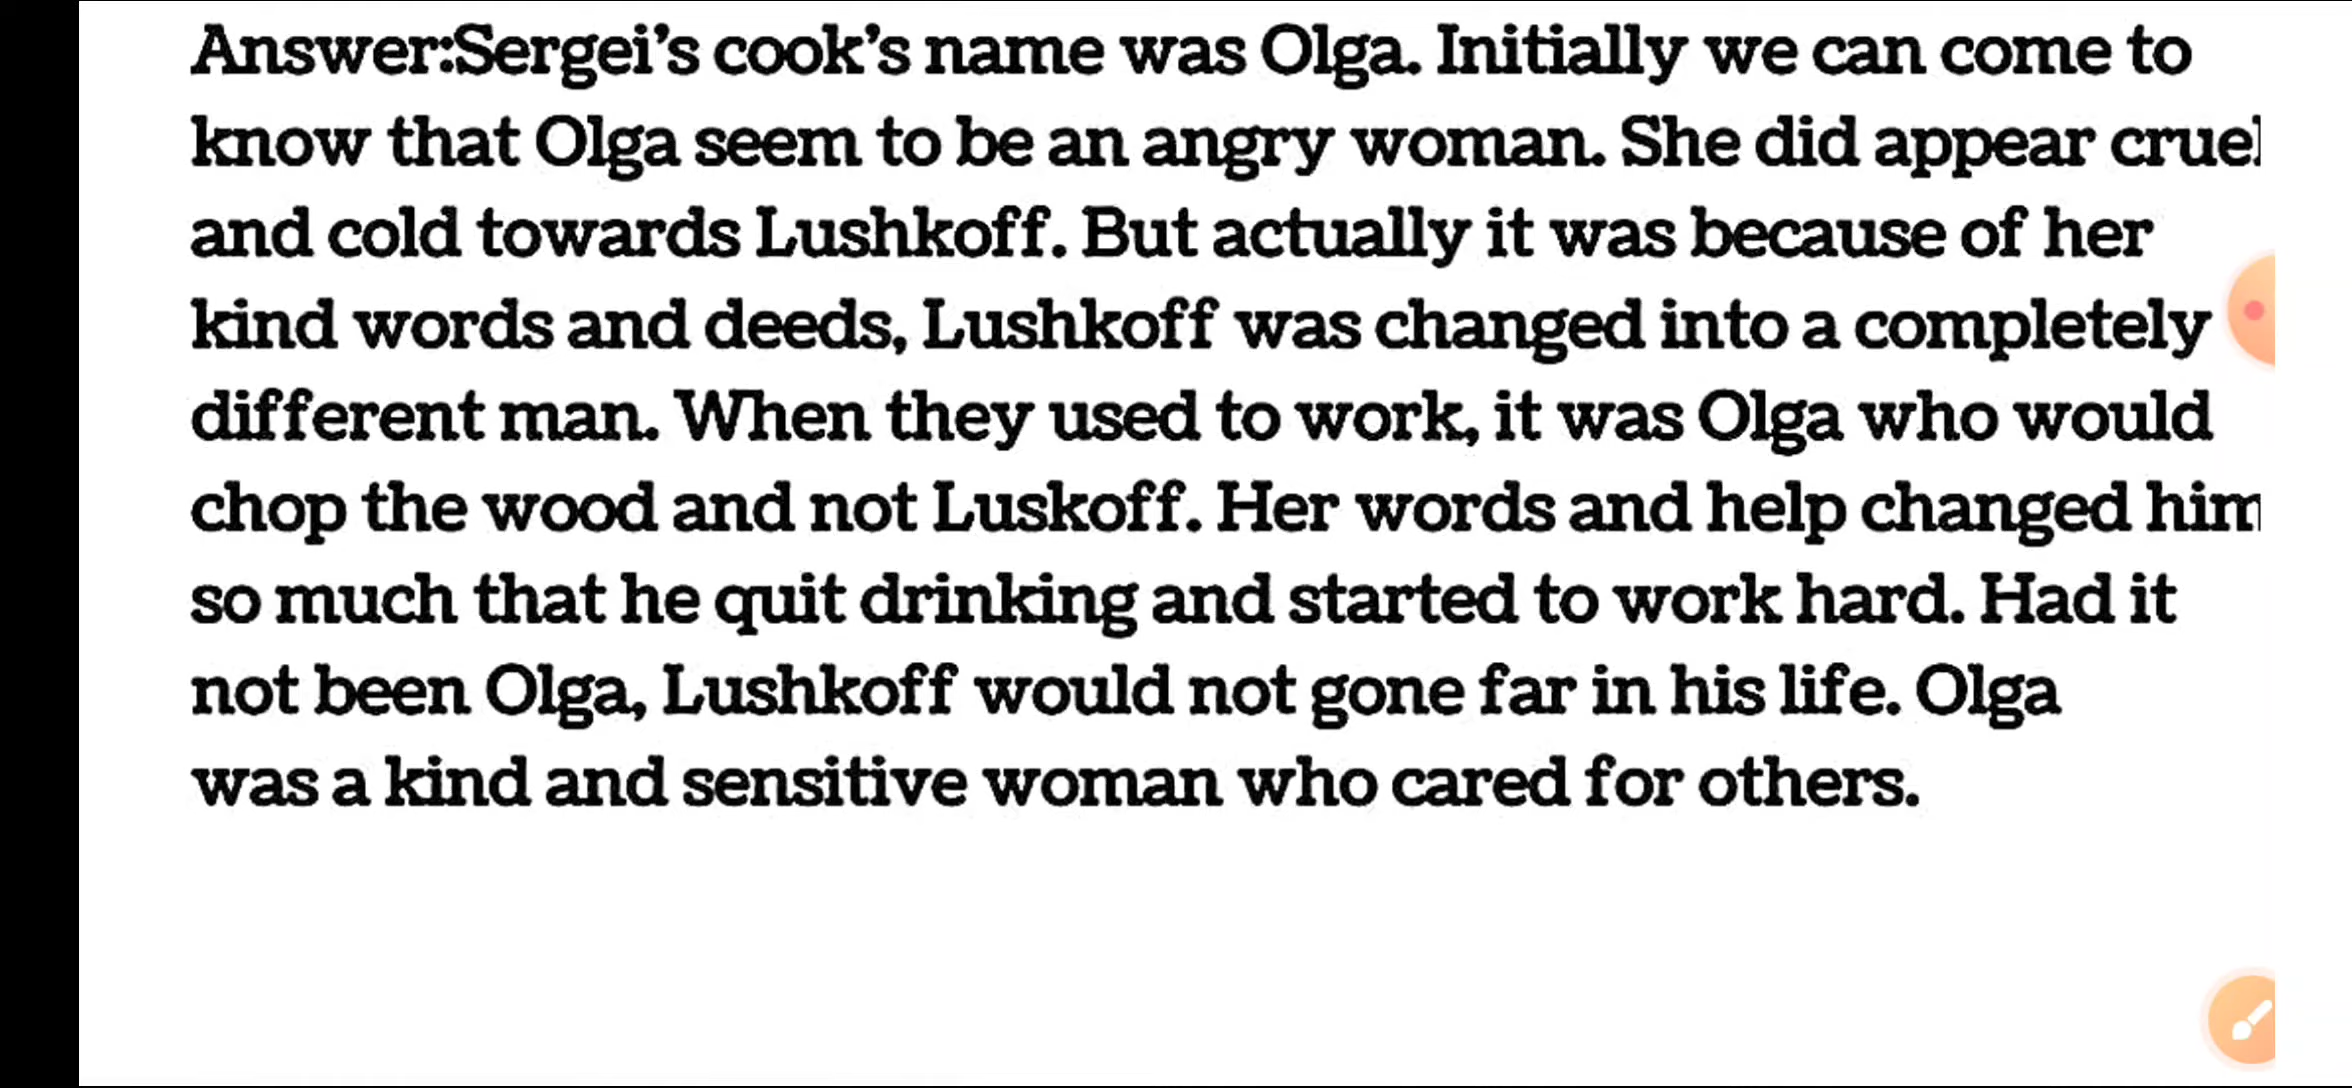 Answer:Sergei's cook's name was Olga. Initially we can come to
know that Olga seem to be an angry woman. She did appear cruel
and cold towards Lushkoff. But actually it was because of her
kind words and deeds, Lushkoff was changed into a completely
different man. When they used to work, it was Olga who would
chop the wood and not Luskoff. Her words and help changed him
so much that he quit drinking and started to work hard. Had it
not been Olga, Lushkoff would not gone far in his life. Olga
was a kind and sensitive woman who cared for others.